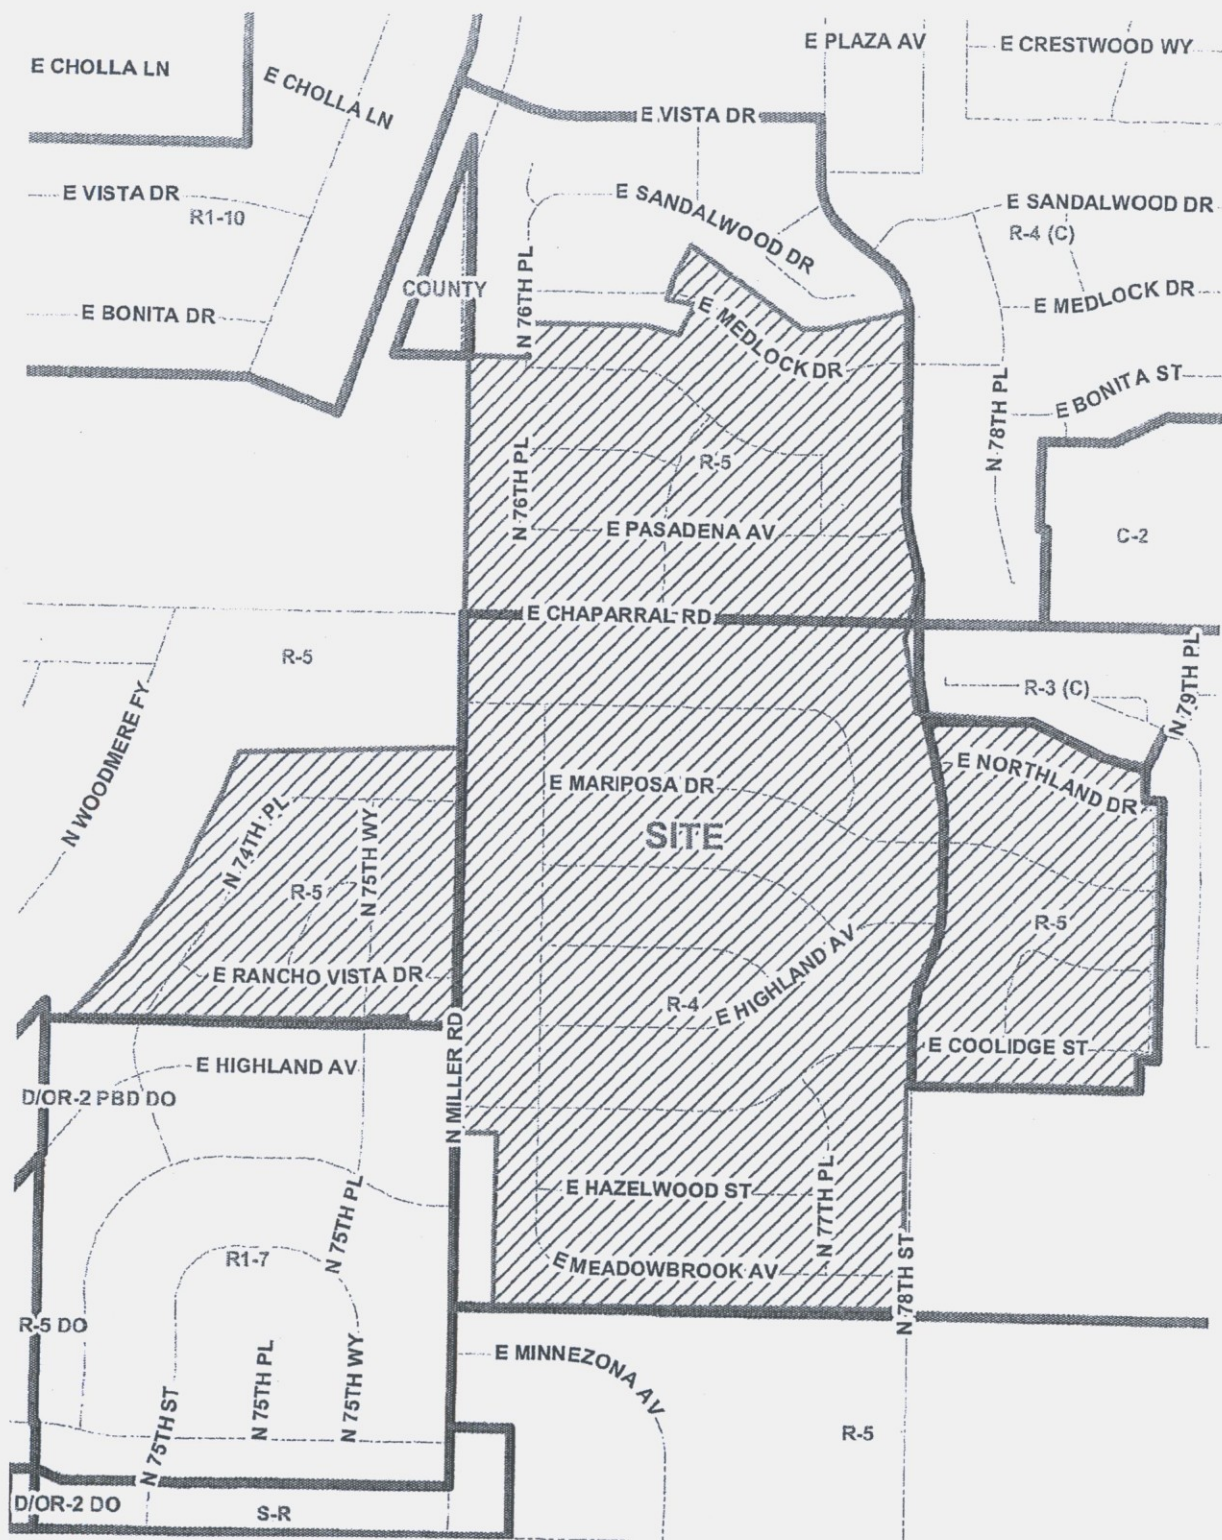 E PLAZA AV
E CRESTWOOD WY
E CHOLLA LN
E CHOLLA LN
E VISTA DR
E VISTA DR
R1-10
E SANDALWOOD DR
E SANDALWOOD DR
R-4 (C)
N 76TH PL
COUNTY
E MEDLOCK DR
E MEDLOCK DR
E BONITA DR
E BONITA ST
N 78TH PL
N 76TH PL
R-5
E PASADENA AV
C-2
E CHAPARRAL RD
R-5
R-3 (C)
N 79TH PL
N WOODMERE FY
E NORTHLAND DR
E MARIPOSA DR
SITE
N 74TH PL
N 75TH WY
R-5
R-5
E HIGHLAND AV
E RANCHO VISTA DR
R-4
N MILLER RD
E COOLIDGE ST
E HIGHLAND AV
D/OR-2 PBD DO
E HAZELWOOD ST
N 77TH PL
N 75TH PL
R1-7
E MEADOWBROOK AV
N 78TH ST
R-5 DO
E MINNEZONA AV
N 75TH ST
N 75TH PL
N 75TH WY
R-5
D/OR-2 DO
S-R